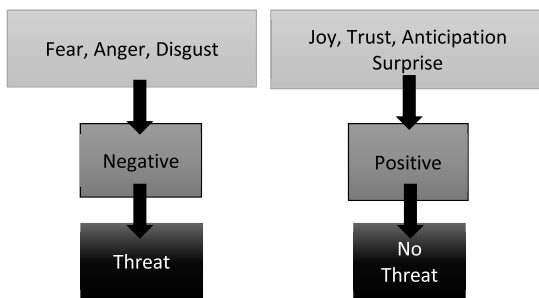 Fear, Anger, Disgust
Joy, Trust, Anticipation
Surprise
Negative
Positive
Threat
No
Threat